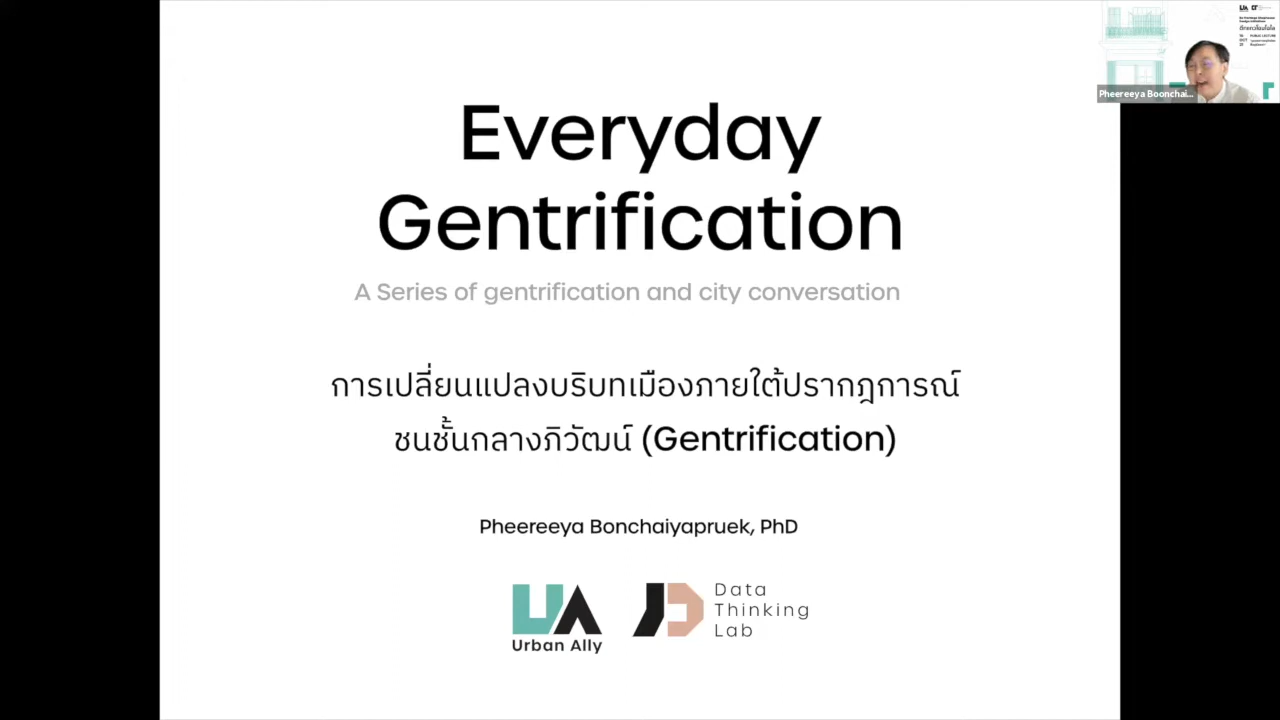 Everyday
Gentrification
A Series of gentrification and city conversation
การเปลี่ยนแปลงบริบทเมืองภายใต้ปรากฏการณ์
ชนชั้นกลางภิวัฒน์ (Gentrification)
Pheereeya Bonchaiyapruek, PhD
UA
Urban Ally
Data
Thinking
Lab
Pheereeya Boonchai...